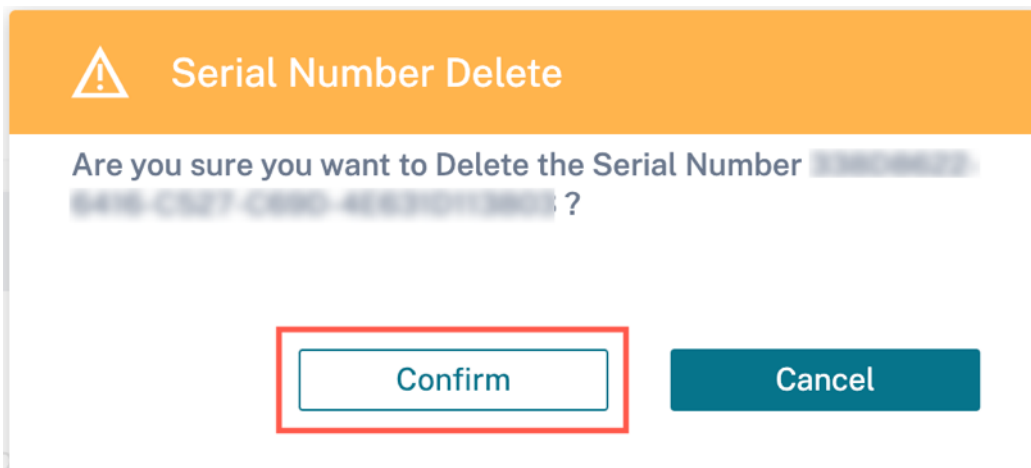 Serial Number Delete
Are you sure you want to Delete the Serial Number
?
Confirm
Cancel